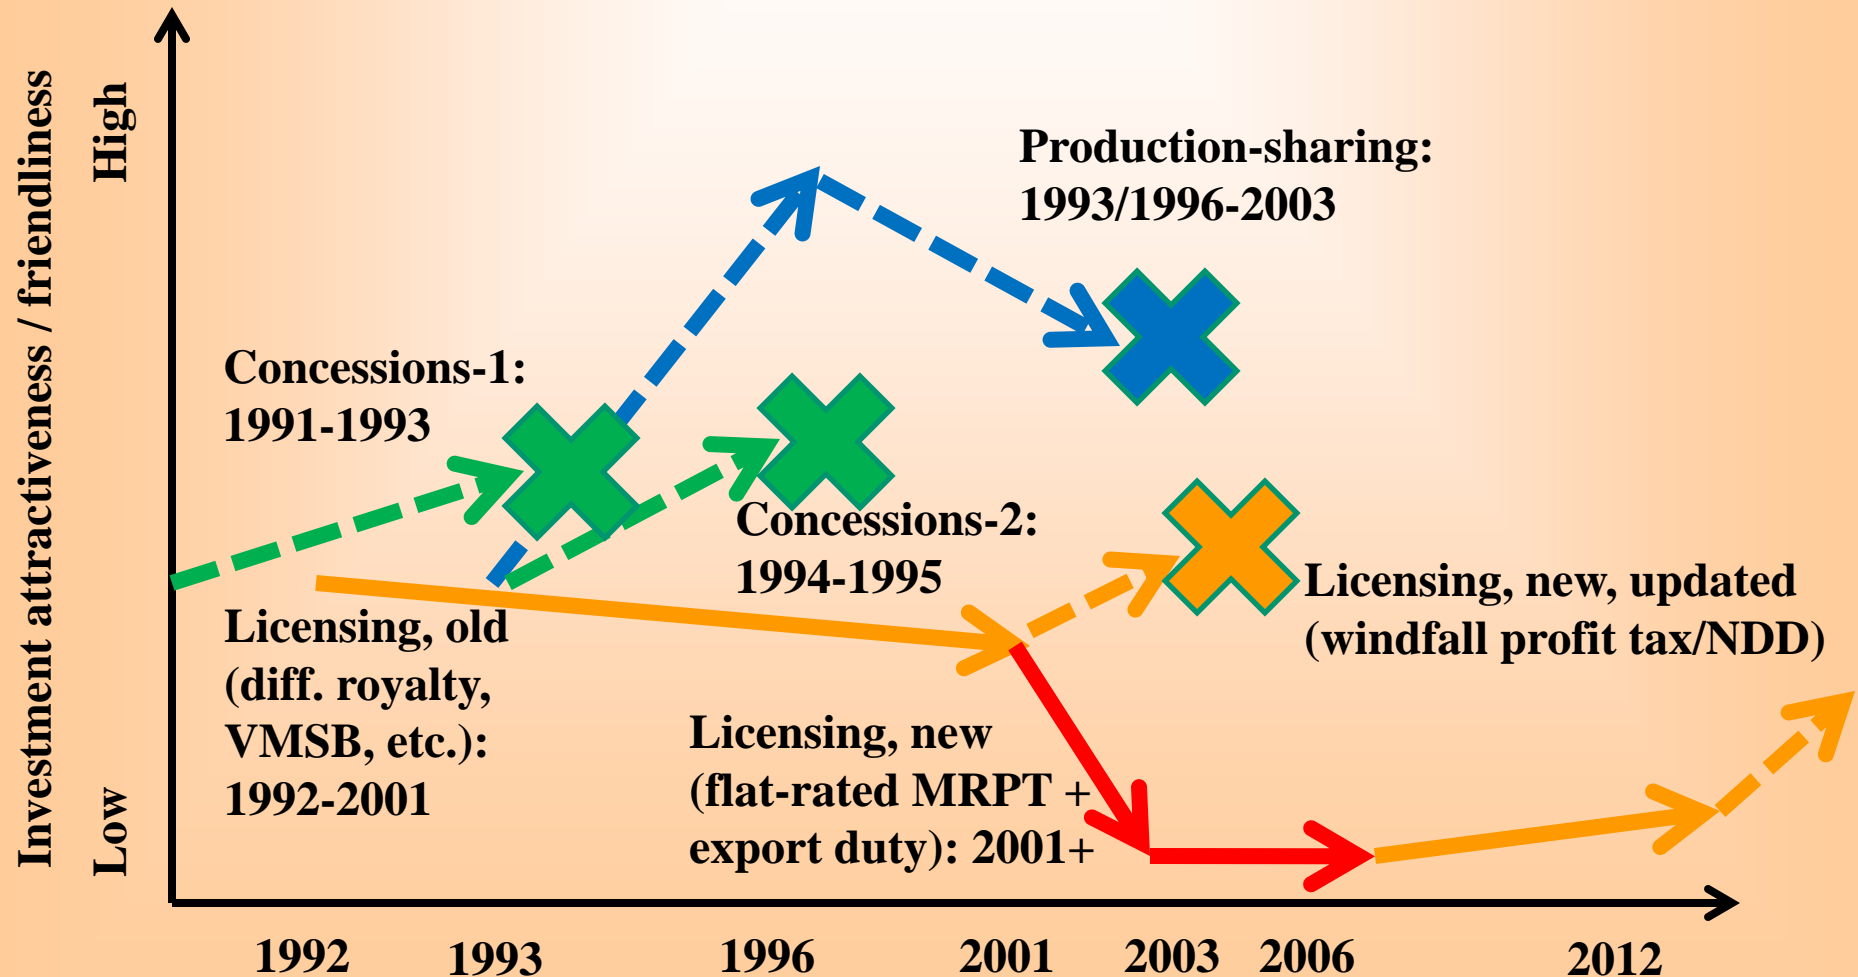 Investment attractiveness / friendliness
High
Low
Production-sharing:
1993/1996-2003
Concessions-1:
1991-1993
Concessions-2:
1994-1995
Licensing, old
(diff. royalty,
VMSB, etc.):
1992-2001
Licensing, new, updated
(windfall profit tax/NDD)
Licensing, new
(flat-rated MRPT +
export duty): 2001+
1992 1993 1996 2001 2003 2006 2012